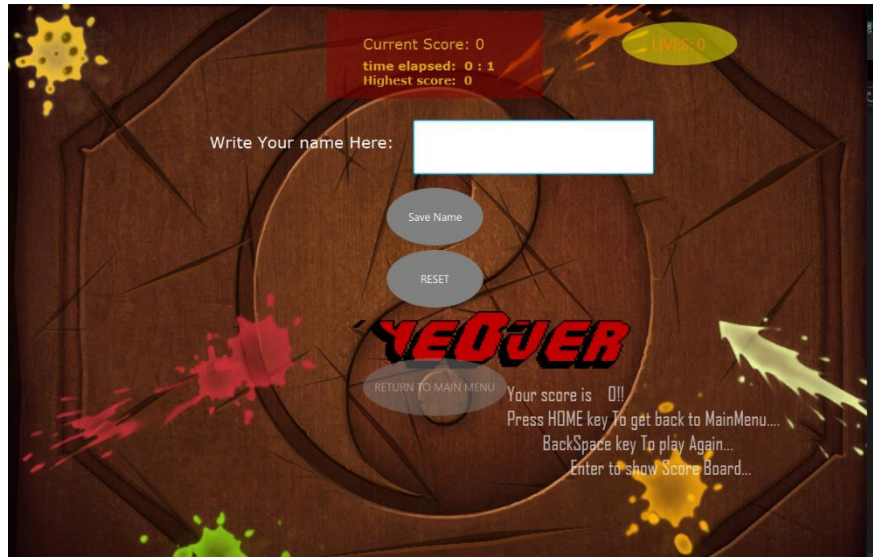 Current Score: 0
LIVES: 0
time elapsed: 0 : 1
Highest score: 0
Write Your name Here:
Save Name
RESET
RETURN TO MAIN MENU
Your score is 0!!
Press HOME key To get back to MainMenu....
BackSpace key To play Again...
Enter to show Score Board...